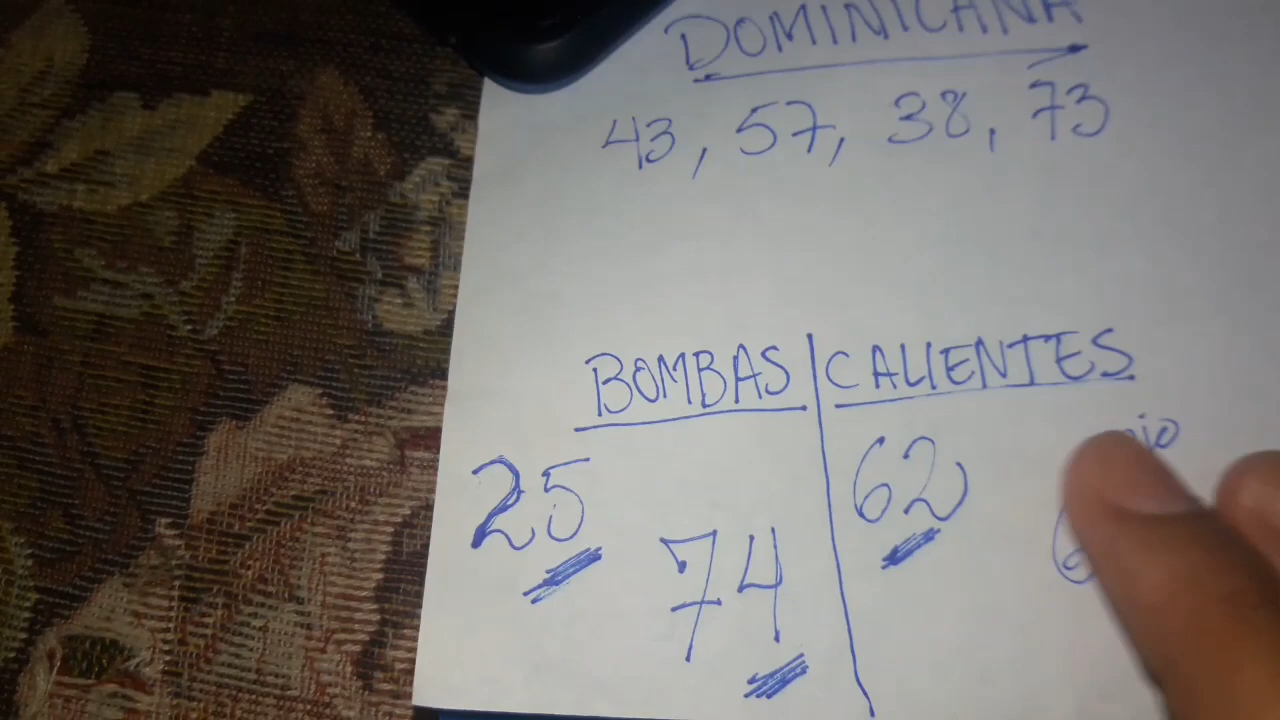 DOMINICANA
43, 57, 38, 73
BOMBAS
25
74
CALIENTES
62